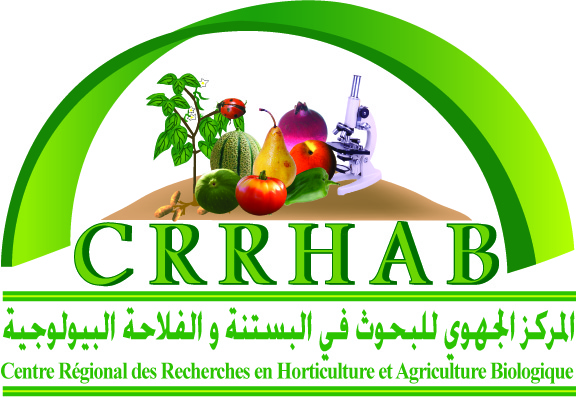 CRRHAB
المركز الجهوي للبحوث في البستنة و الفلاحة البيولوجية
Centre Régional des Recherches en Horticulture et Agriculture Biologique